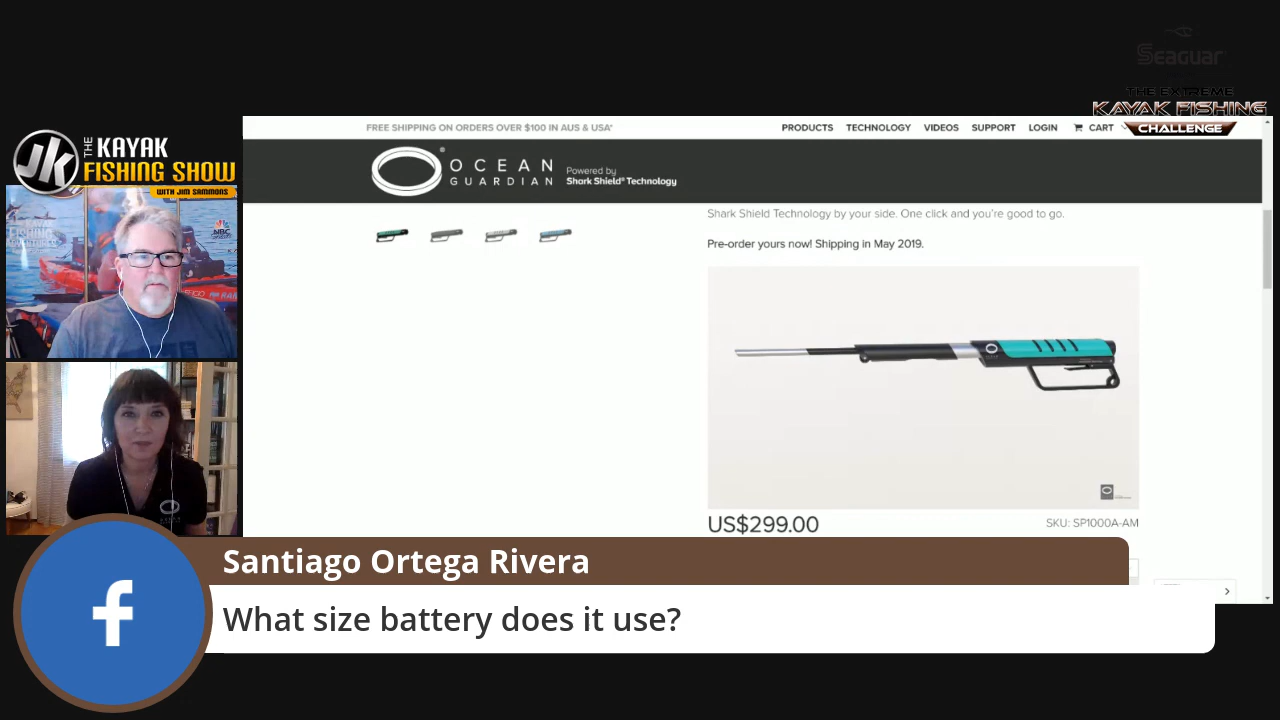 Seaguar
THE EXTREME
KAYAK FISHING
CHALLENGE
JK
THE
KAYAK
FISHING SHOW
WITH JIM SAMMONS
FREE SHIPPING ON ORDERS OVER $100 IN AUS & USA*
PRODUCTS TECHNOLOGY VIDEOS SUPPORT LOGIN CART
OCEAN
GUARDIAN
®
Powered by
Shark Shield® Technology
Shark Shield Technology by your side. One click and you're good to go.
Pre-order yours now! Shipping in May 2019.
US$299.00
SKU: SP1000A-AM
NBC
Santiago Ortega Rivera
What size battery does it use?